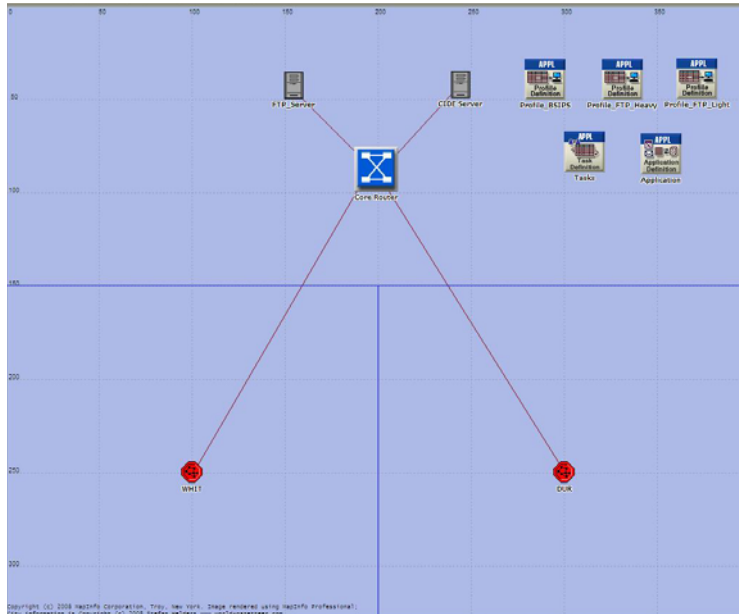 0 50 100 150 200 250 300 350
50
APPL APPL APPL
Profile Definition Profile Definition Profile Definition
FTP_Server CIDE Server Profile_BSIPS Profile_FTP_Heavy Profile_FTP_Light
APPL APPL
Task Definition Application Definition
Tasks Application
100
Core Router
150
200
250
WHIT DUR
300
Copyright (C) 2008 MapInfo Corporation, Troy, New York. Image rendered using MapInfo Professional.